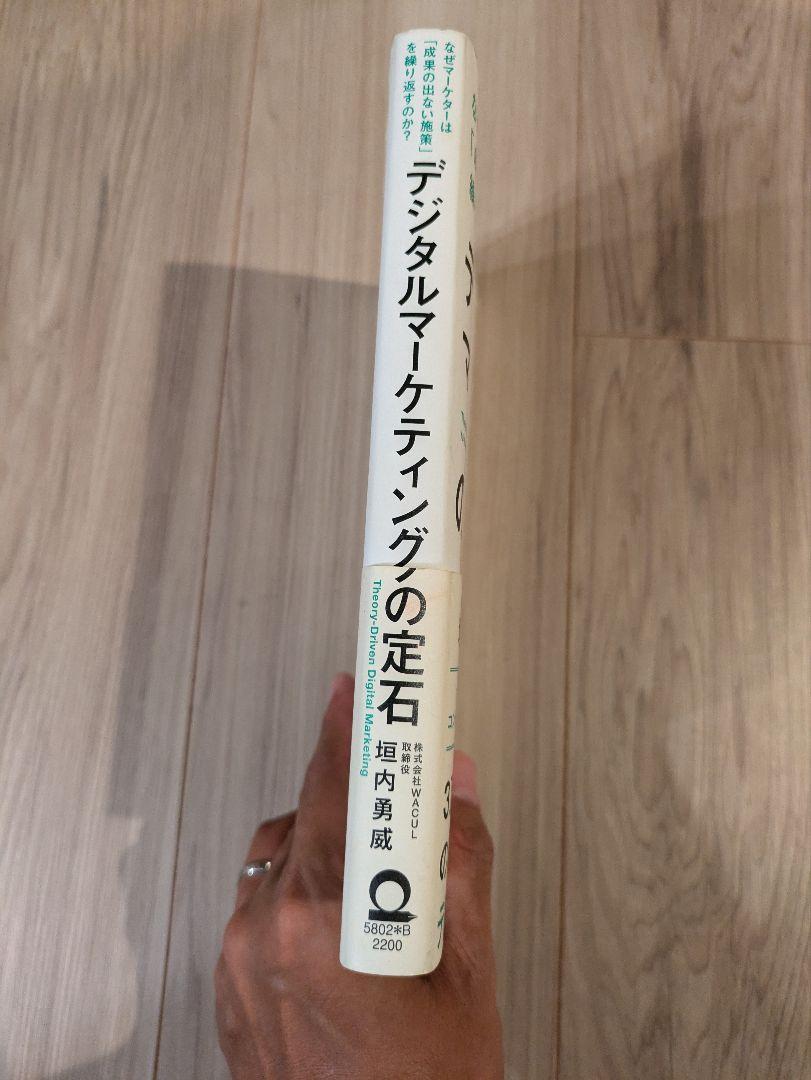 なぜマーケターは
「成果の出ない施策」
を繰り返すのか?
デジタルマーケティングの定石
Theory-Driven Digital Marketing
株式会社WACUL
取締役
垣内勇威
5802*B
2200